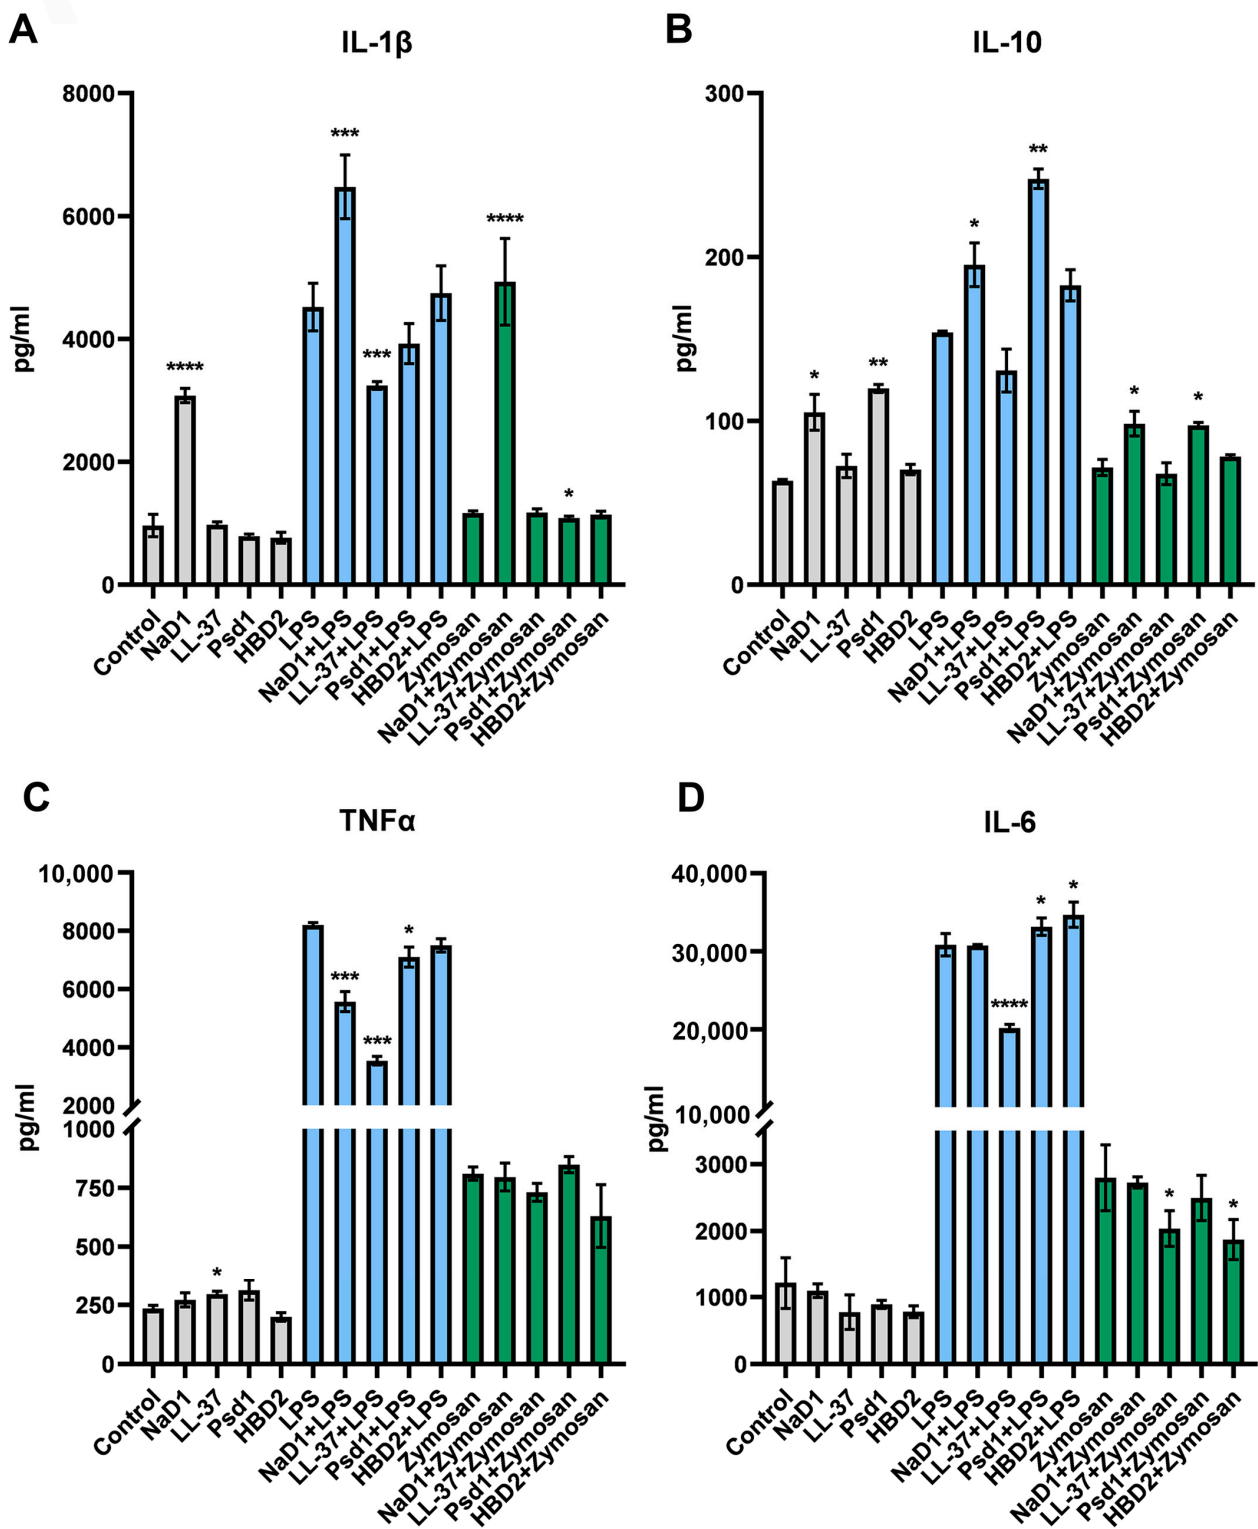 A
IL-1β
pg/ml
8000
6000
4000
2000
0
****
***
***
****
*
Control
NaD1
LL-37
Psd1
HBD2
LPS
NaD1+LPS
LL-37+LPS
Psd1+LPS
HBD2+LPS
Zymosan
NaD1+Zymosan
LL-37+Zymosan
Psd1+Zymosan
HBD2+Zymosan
B
IL-10
pg/ml
300
200
100
0
*
**
*
**
*
*
Control
NaD1
LL-37
Psd1
HBD2
LPS
NaD1+LPS
LL-37+LPS
Psd1+LPS
HBD2+LPS
Zymosan
NaD1+Zymosan
LL-37+Zymosan
Psd1+Zymosan
HBD2+Zymosan
C
TNFα
pg/ml
10,000
8000
6000
4000
2000
1000
750
500
250
0
*
***
***
*
Control
NaD1
LL-37
Psd1
HBD2
LPS
NaD1+LPS
LL-37+LPS
Psd1+LPS
HBD2+LPS
Zymosan
NaD1+Zymosan
LL-37+Zymosan
Psd1+Zymosan
HBD2+Zymosan
D
IL-6
pg/ml
40,000
30,000
20,000
10,000
3000
2000
1000
0
****
*
*
*
*
Control
NaD1
LL-37
Psd1
HBD2
LPS
NaD1+LPS
LL-37+LPS
Psd1+LPS
HBD2+LPS
Zymosan
NaD1+Zymosan
LL-37+Zymosan
Psd1+Zymosan
HBD2+Zymosan